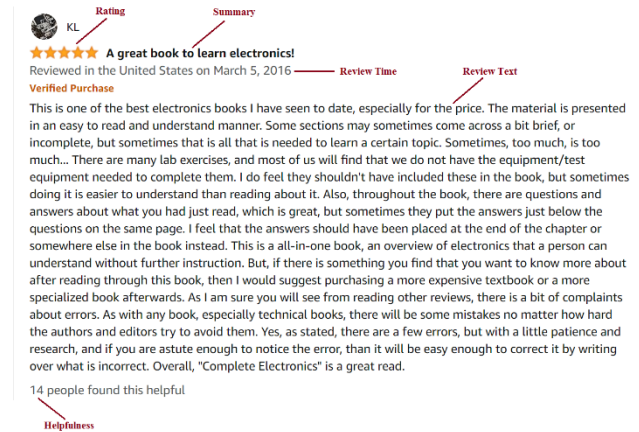 Rating
Summary
KL
A great book to learn electronics!
Reviewed in the United States on March 5, 2016
Review Time
Review Text
Verified Purchase
This is one of the best electronics books I have seen to date, especially for the price. The material is presented
in an easy to read and understand manner. Some sections may sometimes come across a bit brief, or
incomplete, but sometimes that is all that is needed to learn a certain topic. Sometimes, too much, is too
much... There are many lab exercises, and most of us will find that we do not have the equipment/test
equipment needed to complete them. I do feel they shouldn't have included these in the book, but sometimes
doing it is easier to understand than reading about it. Also, throughout the book, there are questions and
answers about what you had just read, which is great, but sometimes they put the answers just below the
questions on the same page. I feel that the answers should have been placed at the end of the chapter or
somewhere else in the book instead. This is a all-in-one book, an overview of electronics that a person can
understand without further instruction. But, if there is something you find that you want to know more about
after reading through this book, then I would suggest purchasing a more expensive textbook or a more
specialized book afterwards. As I am sure you will see from reading other reviews, there is a bit of complaints
about errors. As with any book, especially technical books, there will be some mistakes no matter how hard
the authors and editors try to avoid them. Yes, as stated, there are a few errors, but with a little patience and
research, and if you are astute enough to notice the error, than it will be easy enough to correct it by writing
over what is incorrect. Overall, "Complete Electronics" is a great read.
14 people found this helpful
Helpfulness